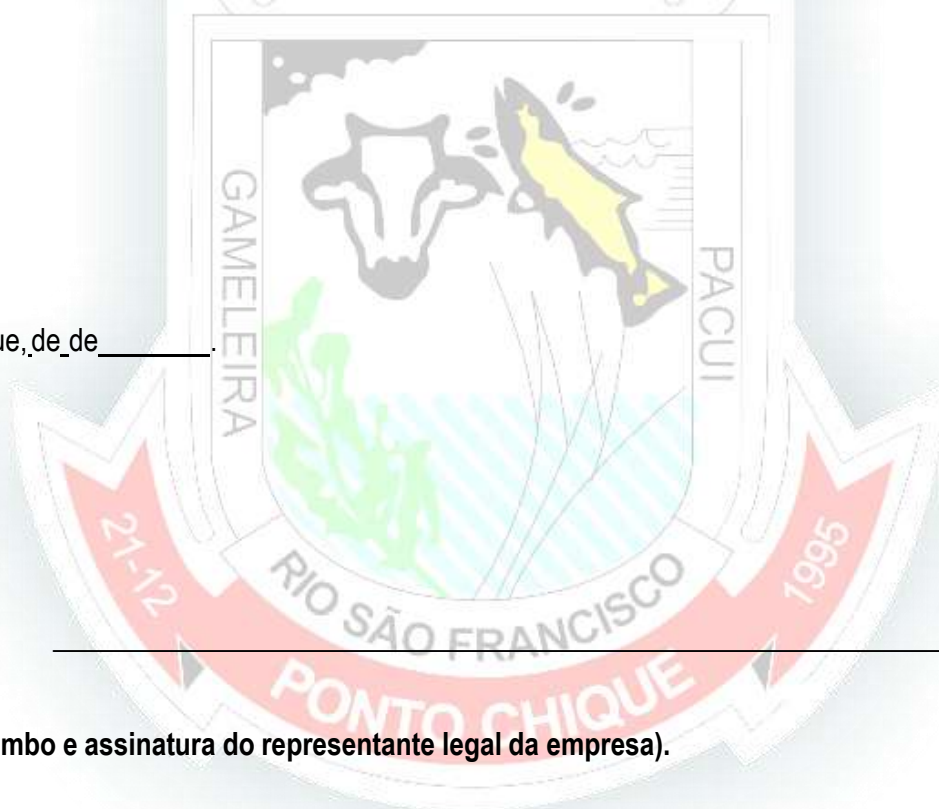 GAMELEIRA
PACUI
ue, de de________.
21-12
1995
RIO SÃO FRANCISCO
PONTO CHIQUE
mbo e assinatura do representante legal da empresa).